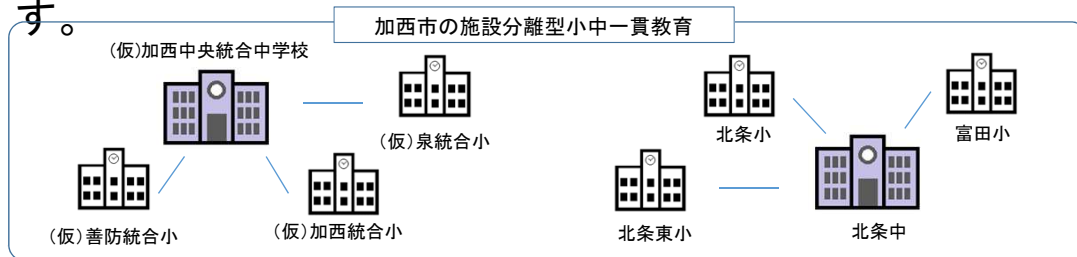 す。
加西市の施設分離型小中一貫教育
（仮）加西中央統合中学校
（仮）泉統合小
（仮）善防統合小
（仮）加西統合小
北条小
富田小
北条東小
北条中